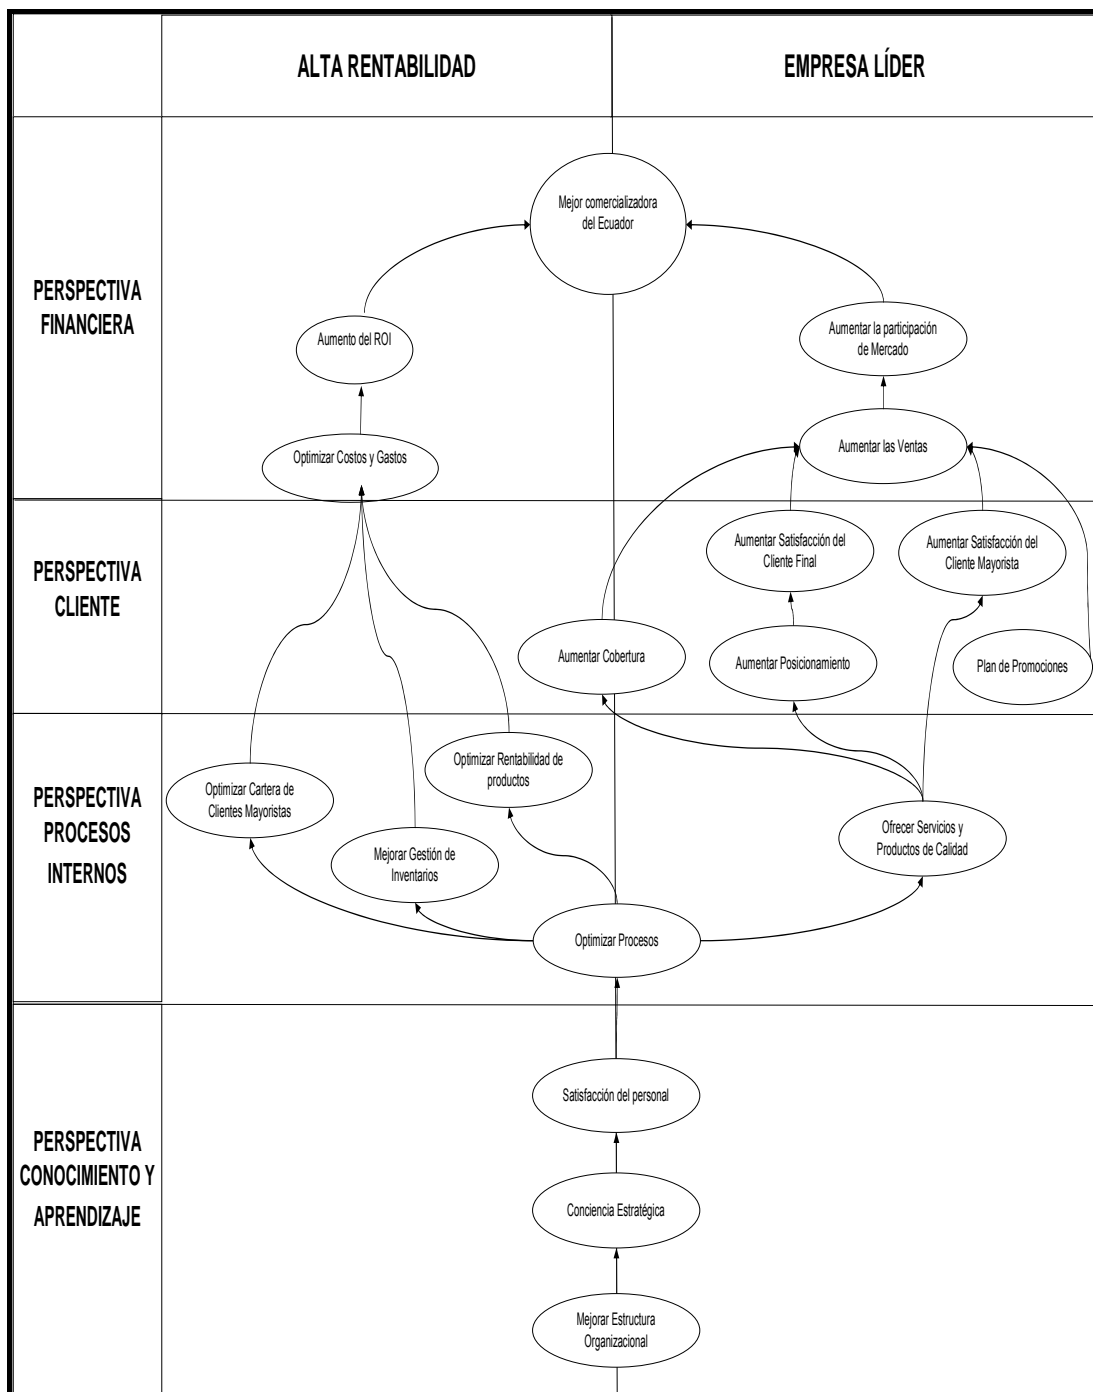 ALTA RENTABILIDAD
EMPRESA LÍDER
PERSPECTIVA
FINANCIERA
Mejor comercializadora
del Ecuador
Aumento del ROI
Aumentar la participación
de Mercado
Optimizar Costos y Gastos
Aumentar las Ventas
PERSPECTIVA
CLIENTE
Aumentar Satisfacción del
Cliente Final
Aumentar Satisfacción del
Cliente Mayorista
Aumentar Cobertura
Aumentar Posicionamiento
Plan de Promociones
PERSPECTIVA
PROCESOS
INTERNOS
Optimizar Cartera de
Clientes Mayoristas
Optimizar Rentabilidad de
productos
Mejorar Gestión de
Inventarios
Ofrecer Servicios y
Productos de Calidad
Optimizar Procesos
PERSPECTIVA
CONOCIMIENTO Y
APRENDIZAJE
Satisfacción del personal
Conciencia Estratégica
Mejorar Estructura
Organizacional